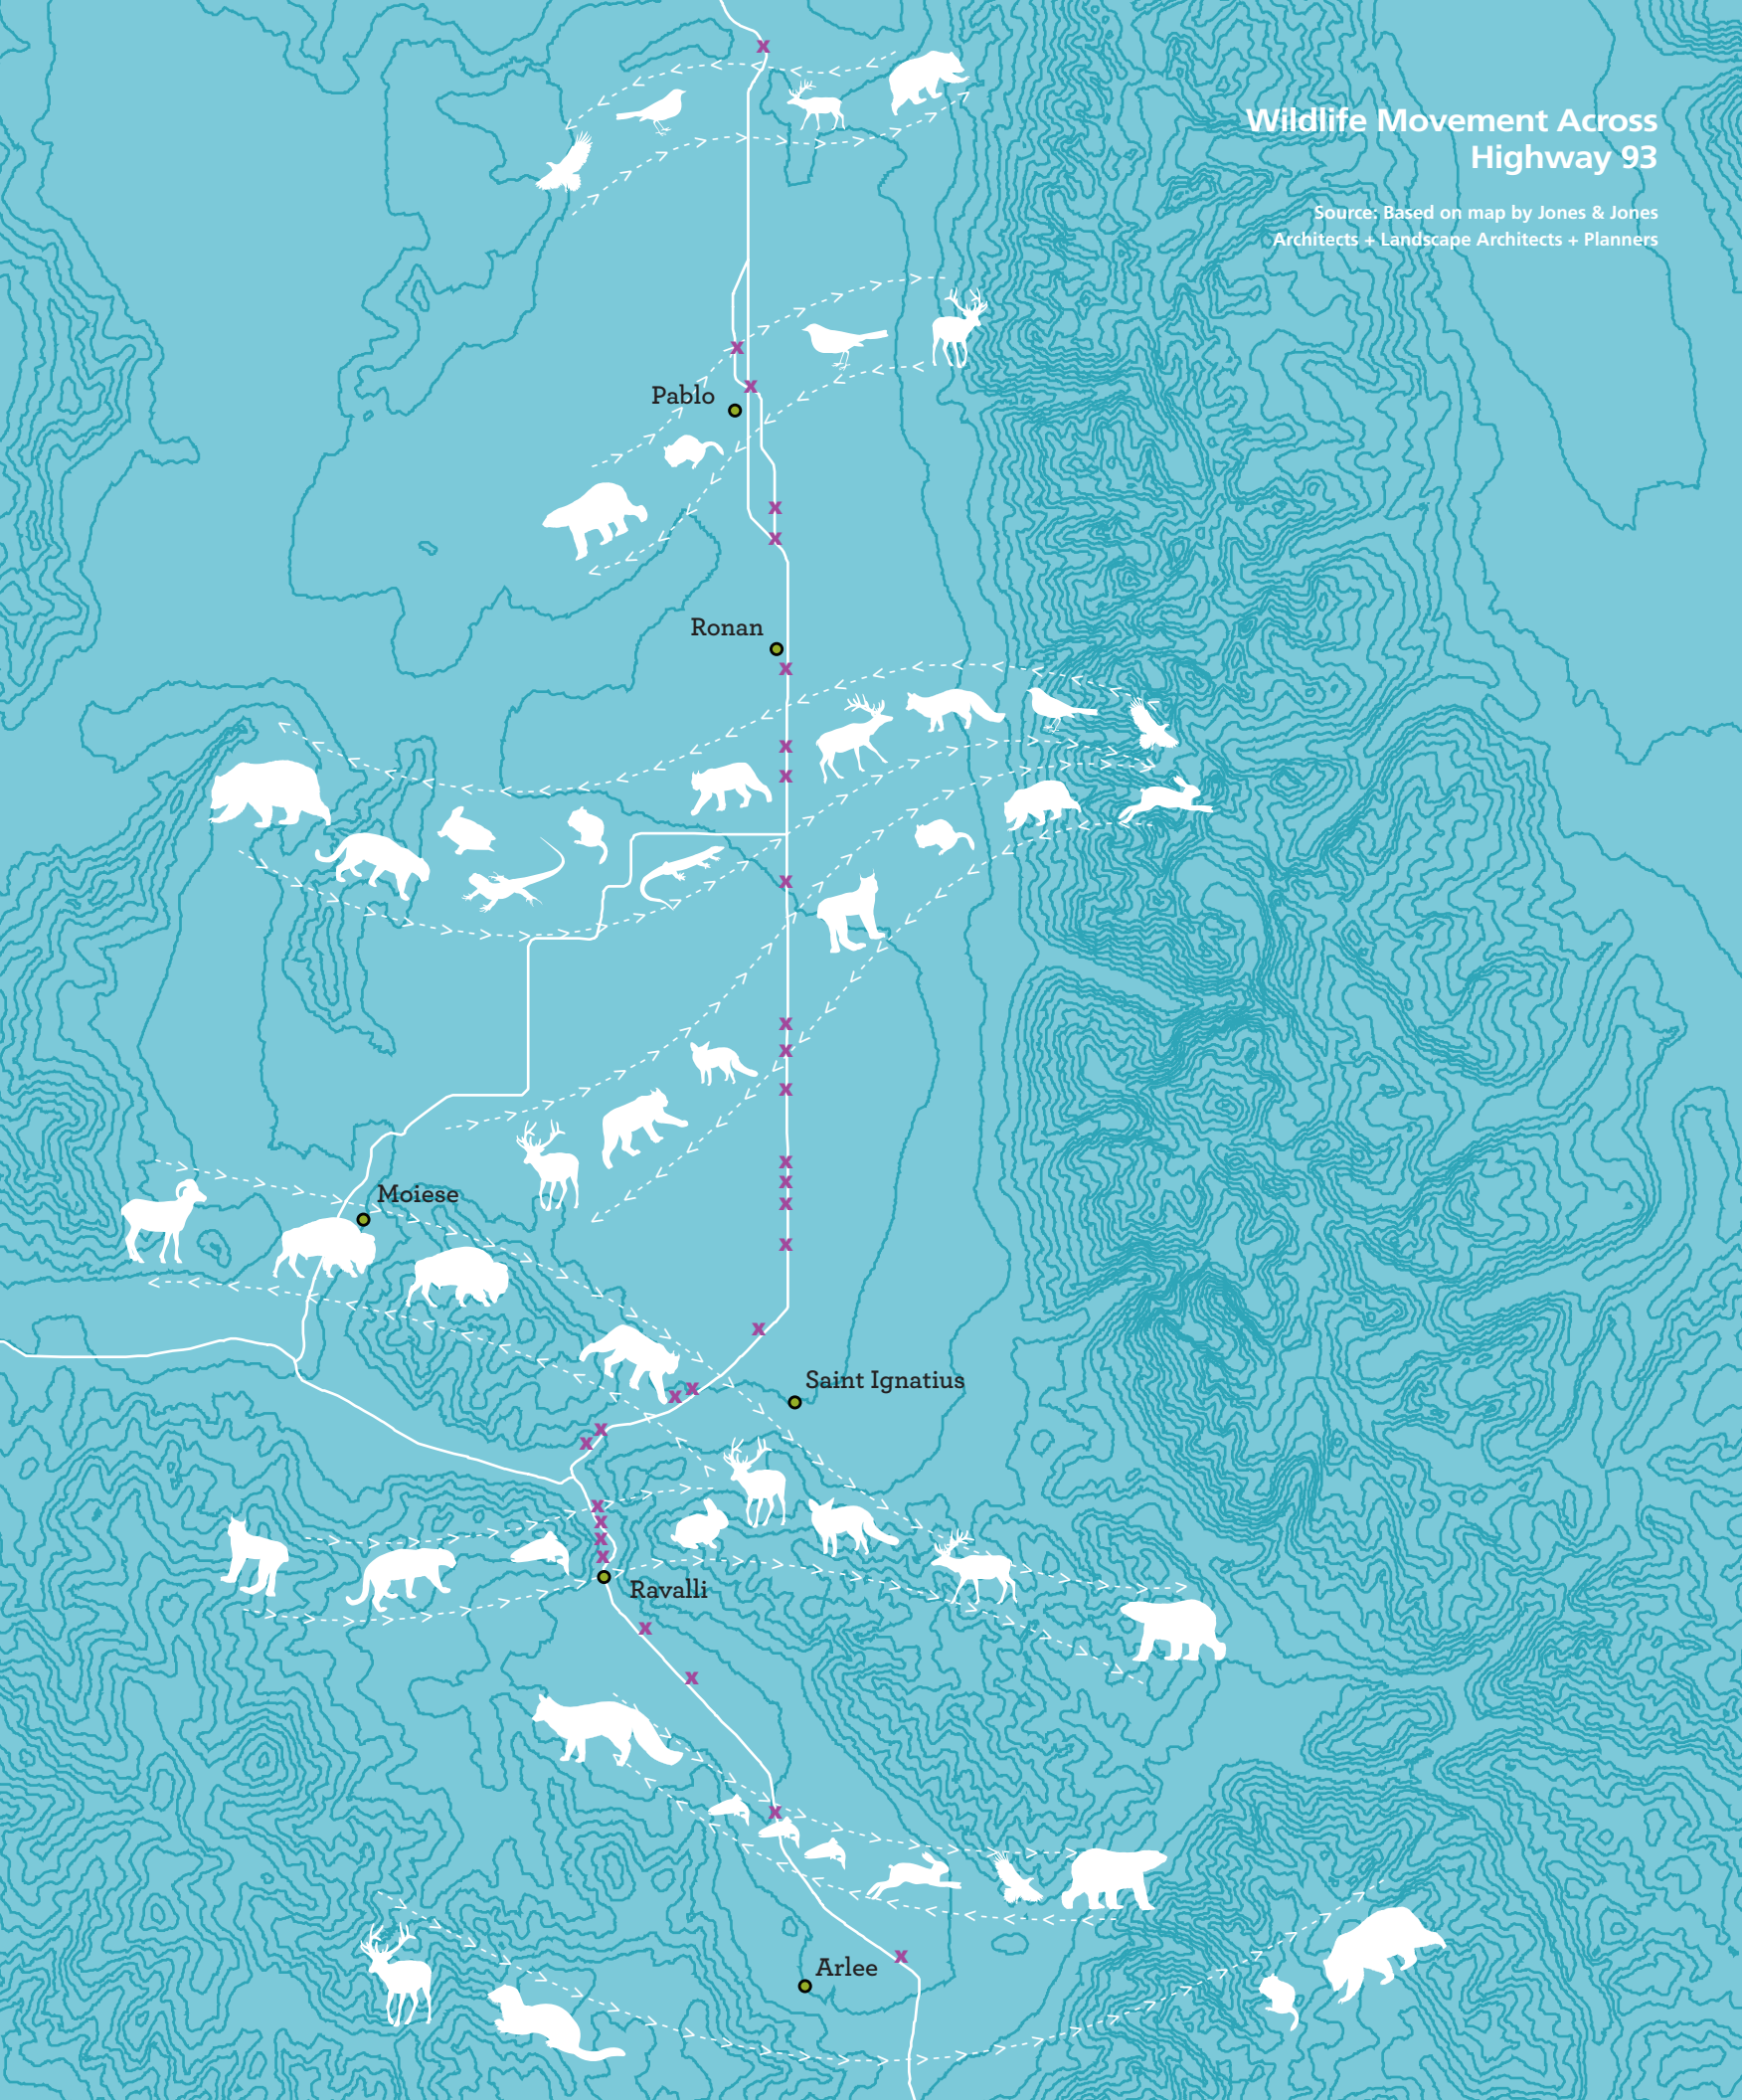 Wildlife Movement Across
Highway 93
Source: Based on map by Jones & Jones
Architects + Landscape Architects + Planners
x
x
x
Pablo
x
x
Ronan
x
x
x
x
x
x
x
x
x
x
Moiese
x
x
x
x
Saint Ignatius
x
x
x
x
x
x
Ravalli
x
x
x
x
Arlee